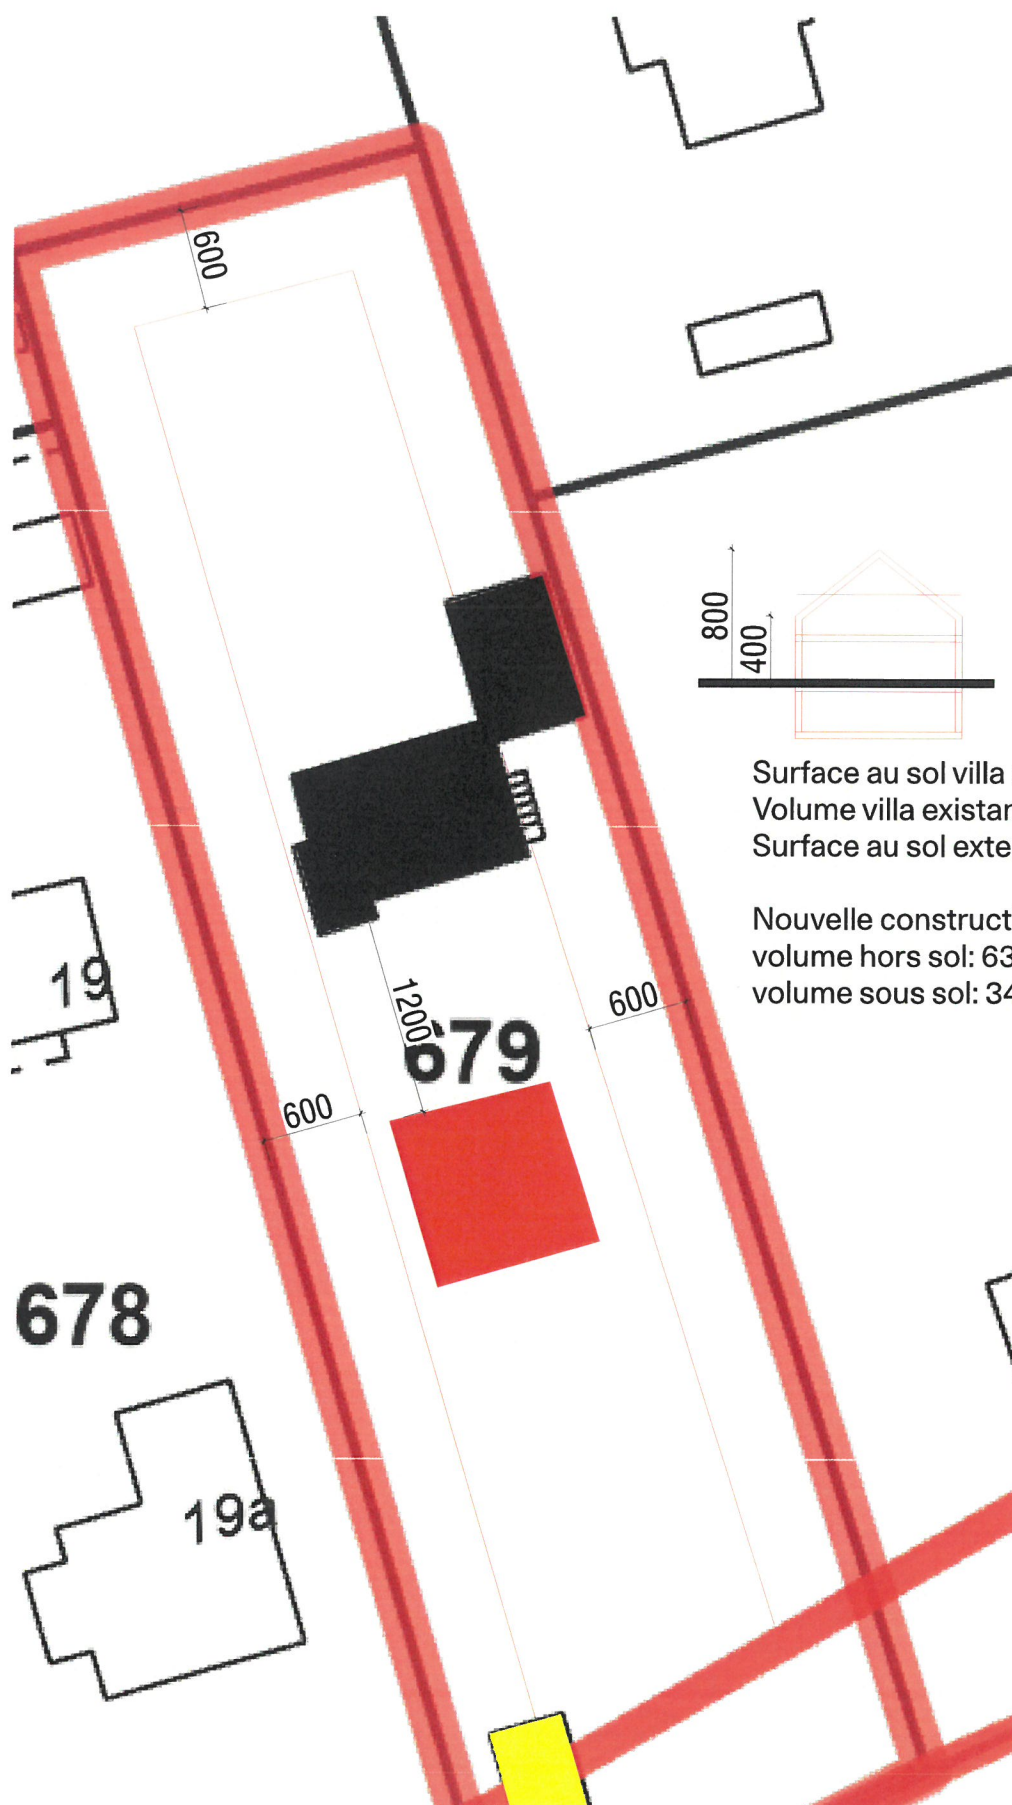 600
800
400
Surface au sol villa
Volume villa existan
Surface au sol exte
Nouvelle construct
volume hors sol: 63
volume sous sol: 34
19
1200
679
600
600
678
19a